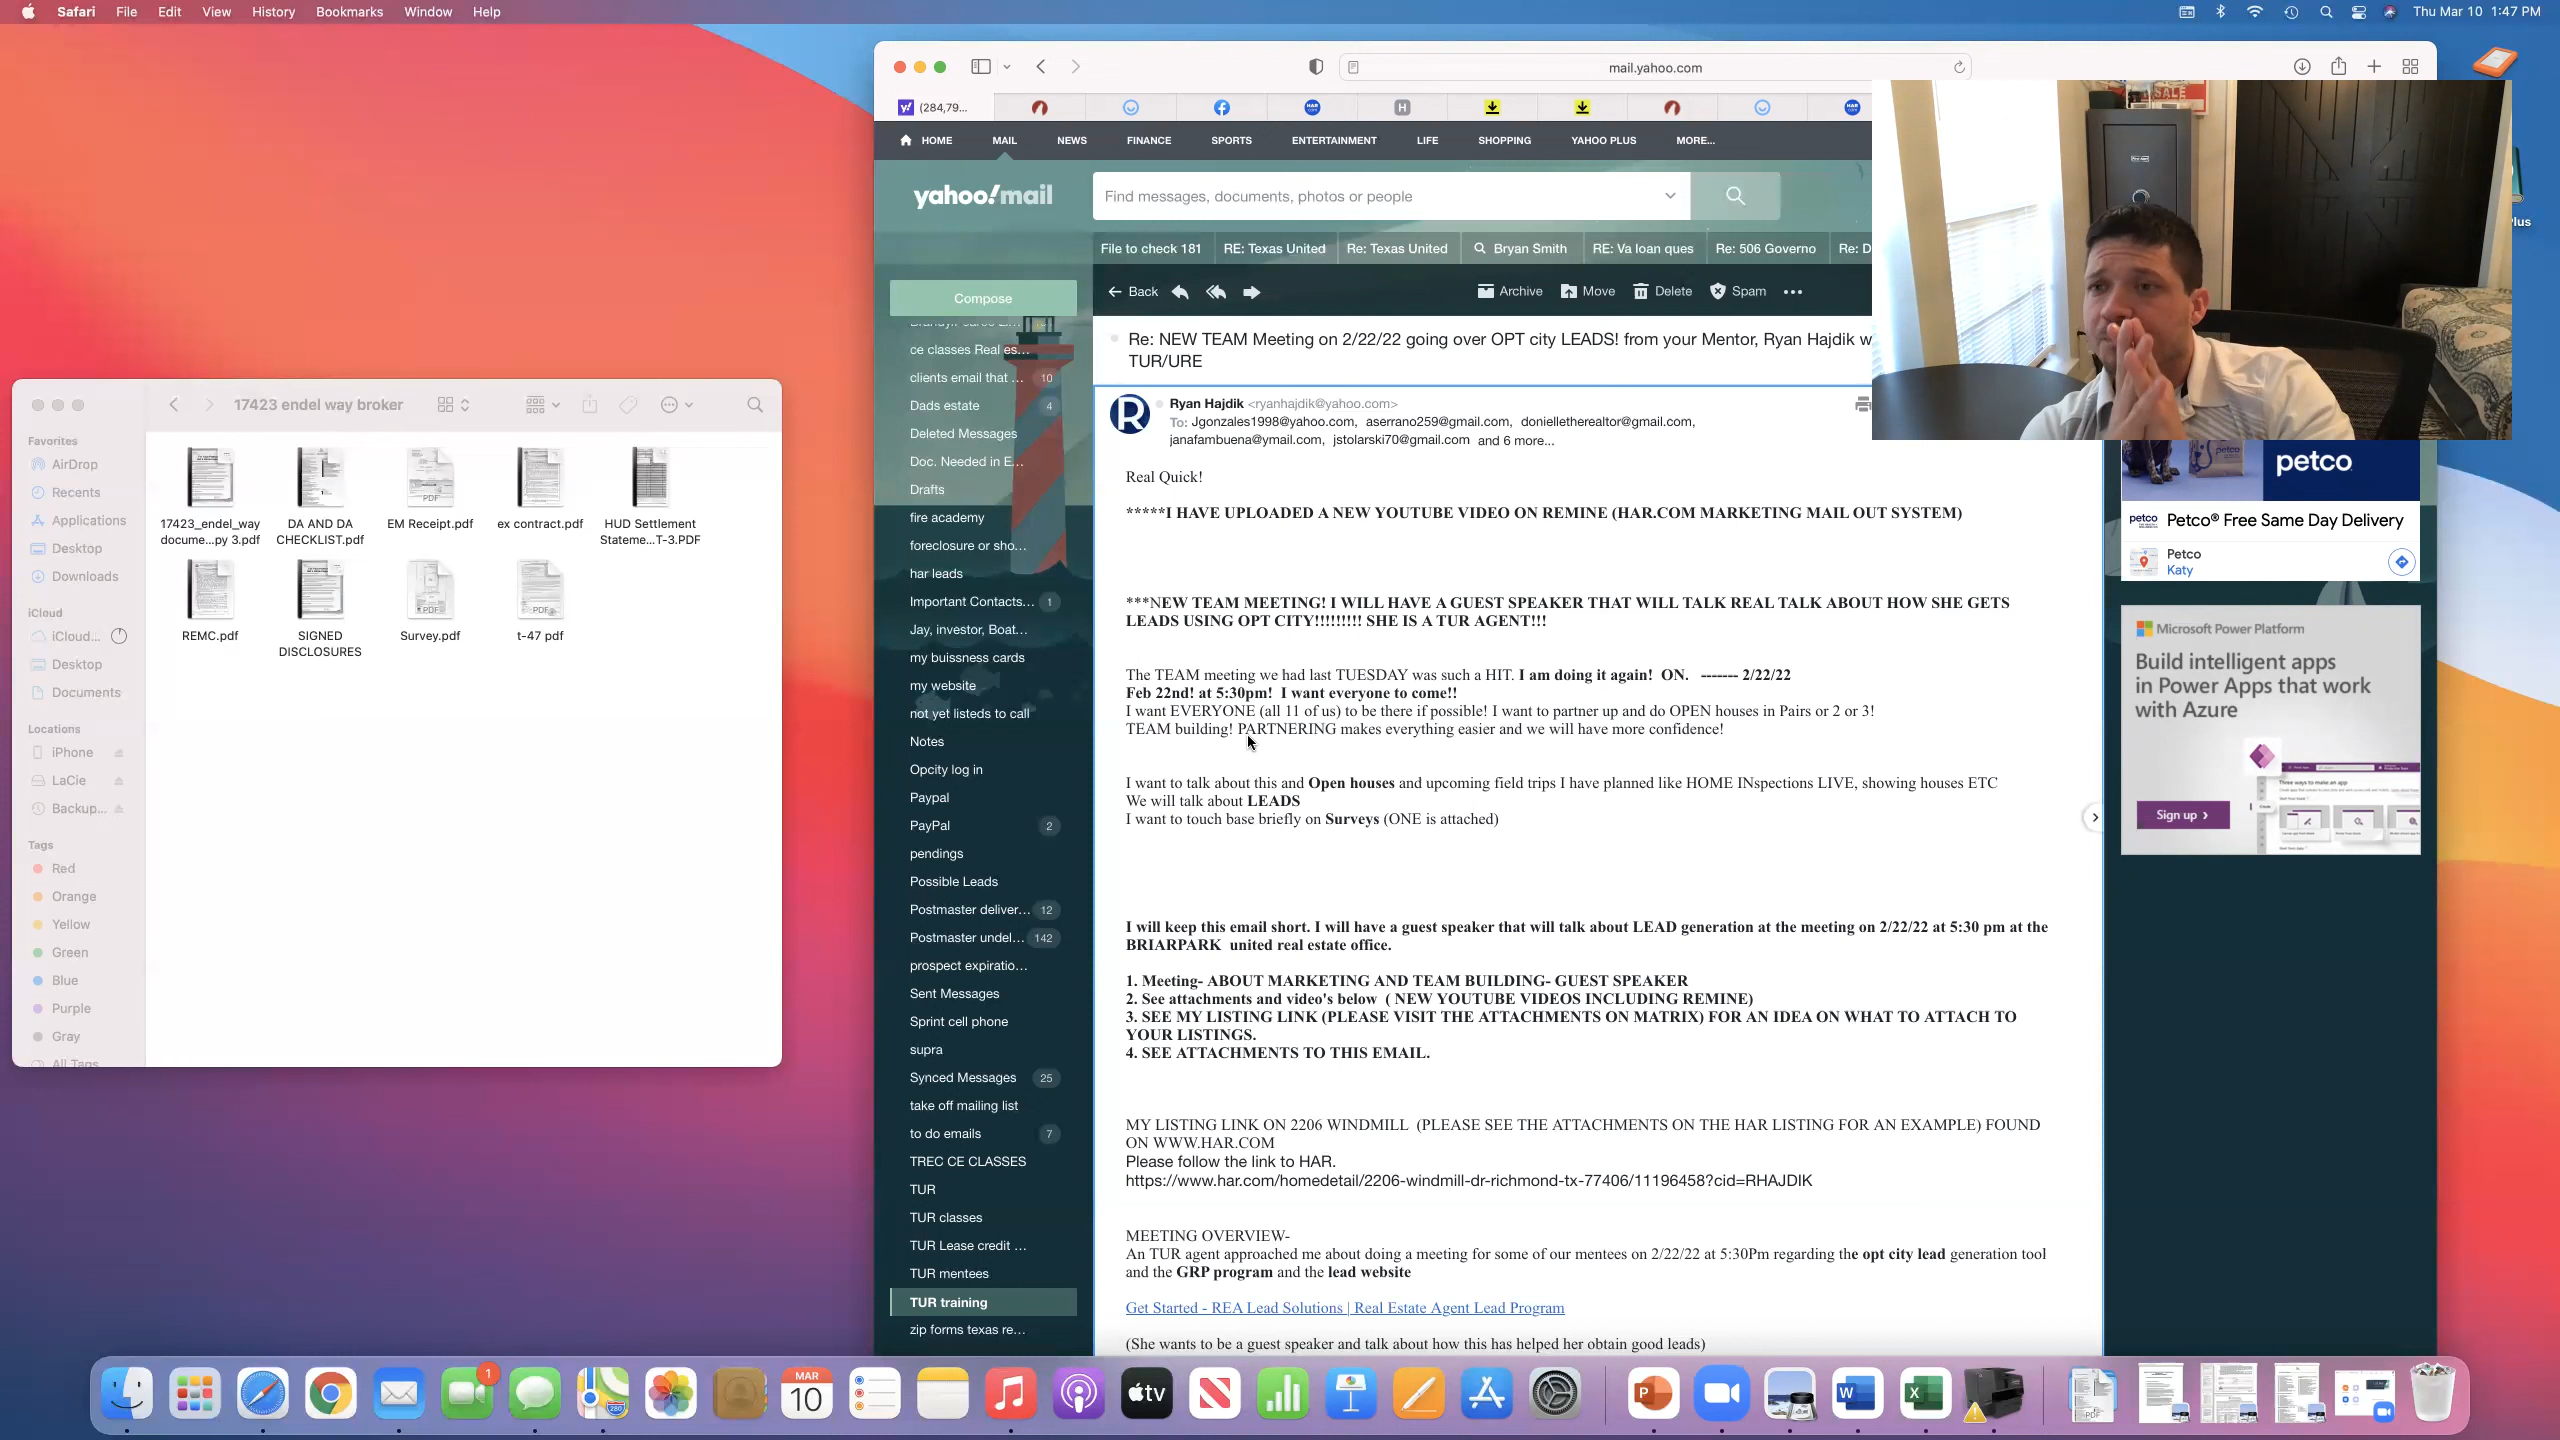 Safari File Edit View History Bookmarks Window Help
Thu Mar 10 1:47 PM
mail.yahoo.com
(284,79...
HOME MAIL NEWS FINANCE SPORTS ENTERTAINMENT LIFE SHOPPING YAHOO PLUS MORE...
yahoo!mail
Find messages, documents, photos or people
File to check 181 RE: Texas United Re: Texas United Bryan Smith RE: Va loan ques Re: 506 Governo Re: D
Compose
Back Archive Move Delete Spam
ce classes Real es...
clients email that ... 10
Dads estate 4
Deleted Messages
Doc. Needed in E...
Drafts
fire academy
foreclosure or sho...
har leads
Important Contacts... 1
Jay, investor, Boat...
my buissness cards
my website
not yet listeds to call
Notes
Opcity log in
Paypal
PayPal 2
pendings
Possible Leads
Postmaster deliver... 12
Postmaster undel... 142
prospect expiratio...
Sent Messages
Sprint cell phone
supra
Synced Messages 25
take off mailing list
to do emails 7
TREC CE CLASSES
TUR
TUR classes
TUR Lease credit ...
TUR mentees
TUR training
zip forms texas re...
Re: NEW TEAM Meeting on 2/22/22 going over OPT city LEADS! from your Mentor, Ryan Hajdik w
TUR/URE
R
Ryan Hajdik <ryanhajdik@yahoo.com>
To: Jgonzales1998@yahoo.com, aserrano259@gmail.com, donielletherealtor@gmail.com,
janafambuena@ymail.com, jstolarski70@gmail.com and 6 more...
Real Quick!
*****I HAVE UPLOADED A NEW YOUTUBE VIDEO ON REMINE (HAR.COM MARKETING MAIL OUT SYSTEM)
***NEW TEAM MEETING! I WILL HAVE A GUEST SPEAKER THAT WILL TALK REAL TALK ABOUT HOW SHE GETS
LEADS USING OPT CITY!!!!!!!!! SHE IS A TUR AGENT!!!
The TEAM meeting we had last TUESDAY was such a HIT. I am doing it again! ON. ------- 2/22/22
Feb 22nd! at 5:30pm! I want everyone to come!!
I want EVERYONE (all 11 of us) to be there if possible! I want to partner up and do OPEN houses in Pairs or 2 or 3!
TEAM building! PARTNERING makes everything easier and we will have more confidence!
I want to talk about this and Open houses and upcoming field trips I have planned like HOME INspections LIVE, showing houses ETC
We will talk about LEADS
I want to touch base briefly on Surveys (ONE is attached)
I will keep this email short. I will have a guest speaker that will talk about LEAD generation at the meeting on 2/22/22 at 5:30 pm at the
BRIARPARK united real estate office.
1. Meeting- ABOUT MARKETING AND TEAM BUILDING- GUEST SPEAKER
2. See attachments and video's below ( NEW YOUTUBE VIDEOS INCLUDING REMINE)
3. SEE MY LISTING LINK (PLEASE VISIT THE ATTACHMENTS ON MATRIX) FOR AN IDEA ON WHAT TO ATTACH TO
YOUR LISTINGS.
4. SEE ATTACHMENTS TO THIS EMAIL.
MY LISTING LINK ON 2206 WINDMILL (PLEASE SEE THE ATTACHMENTS ON THE HAR LISTING FOR AN EXAMPLE) FOUND
ON WWW.HAR.COM
Please follow the link to HAR.
https://www.har.com/homedetail/2206-windmill-dr-richmond-tx-77406/11196458?cid=RHAJDIK
MEETING OVERVIEW-
An TUR agent approached me about doing a meeting for some of our mentees on 2/22/22 at 5:30Pm regarding the opt city lead generation tool
and the GRP program and the lead website
Get Started - REA Lead Solutions | Real Estate Agent Lead Program
(She wants to be a guest speaker and talk about how this has helped her obtain good leads)
SALE
petco
petco Petco® Free Same Day Delivery
Petco
Katy
Microsoft Power Platform
Build intelligent apps
in Power Apps that work
with Azure
Sign up
Plus
17423 endel way broker
Favorites
AirDrop
Recents
Applications
Desktop
Downloads
iCloud
iCloud...
Desktop
Documents
Locations
iPhone
LaCie
Backup...
Tags
Red
Orange
Yellow
Green
Blue
Purple
Gray
All Tags
17423_endel_way
docume...py 3.pdf
DA AND DA
CHECKLIST.pdf
EM Receipt.pdf
ex contract.pdf
HUD Settlement
Stateme...T-3.PDF
REMC.pdf
SIGNED
DISCLOSURES
Survey.pdf
t-47 pdf
1
280
MAR
10
tv
P
W
X
PDF